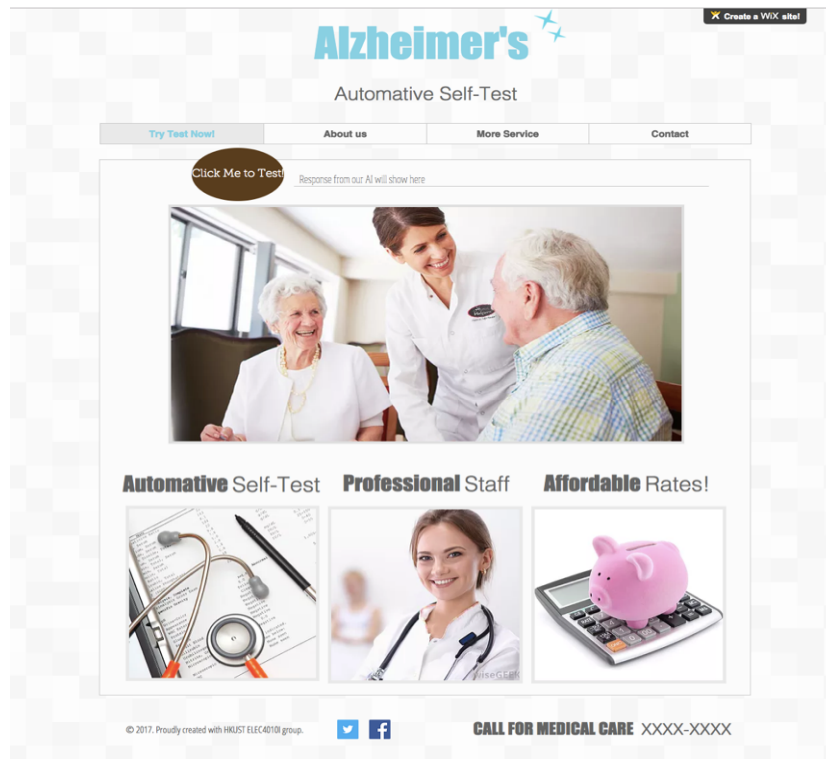 Create a WiX site!
Alzheimer's
Automative Self-Test
Try Test Now!
About us
More Service
Contact
Click Me to Test!
Response from our AI will show here
Automative Self-Test
Professional Staff
Affordable Rates!
wiseGEEK
© 2017. Proudly created with HKUST ELEC4010I group.
CALL FOR MEDICAL CARE XXXX-XXXX